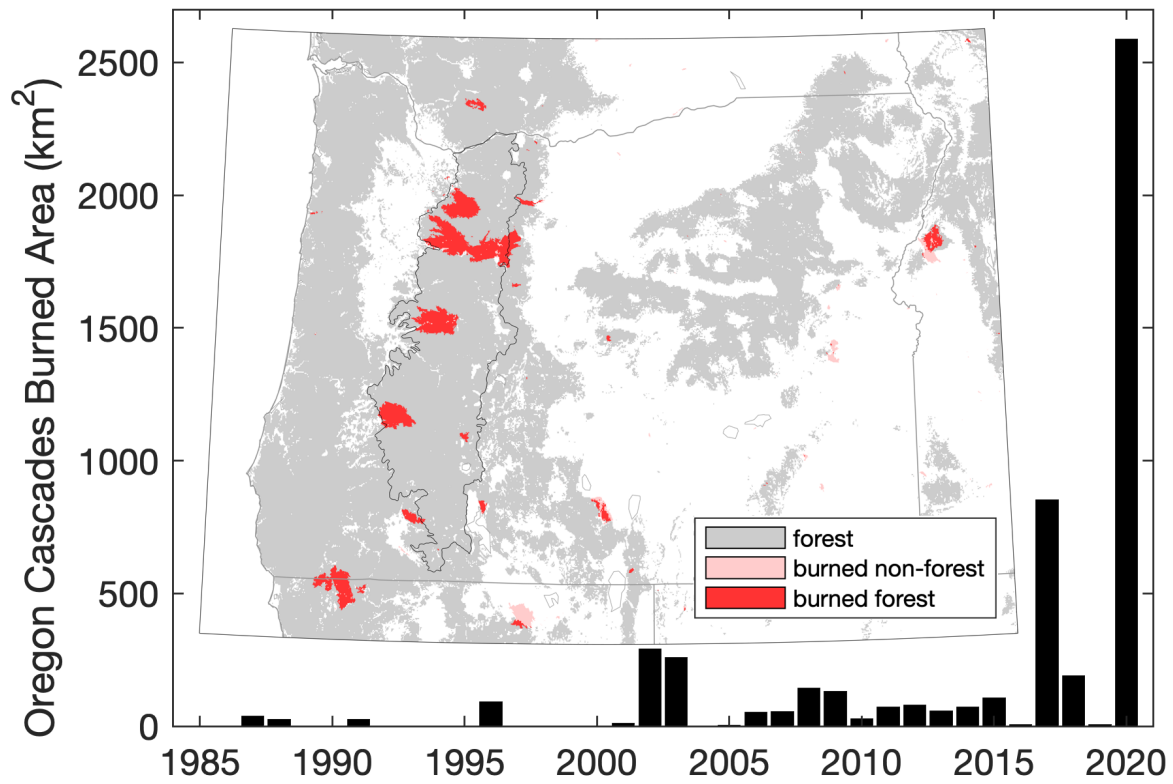 Oregon Cascades Burned Area (km²)
2500
2000
1500
1000
500
0
forest
burned non-forest
burned forest
1985 1990 1995 2000 2005 2010 2015 2020